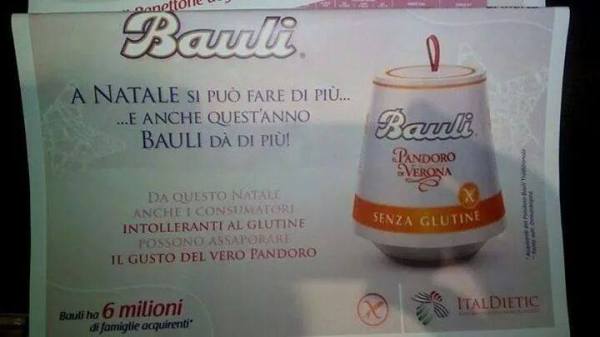 Panettone
Bauli
A NATALE SI PUÒ FARE DI PIÙ...
...E ANCHE QUEST'ANNO
BAULI DÀ DI PIÙ!
DA QUESTO NATALE
ANCHE I CONSUMATORI
INTOLLERANTI AL GLUTINE
POSSONO ASSAPORARE
IL GUSTO DEL VERO PANDORO
Bauli ha 6 milioni
di famiglie acquirenti*
Bauli
IL PANDORO
DI VERONA
SENZA GLUTINE
ITALDIETIC